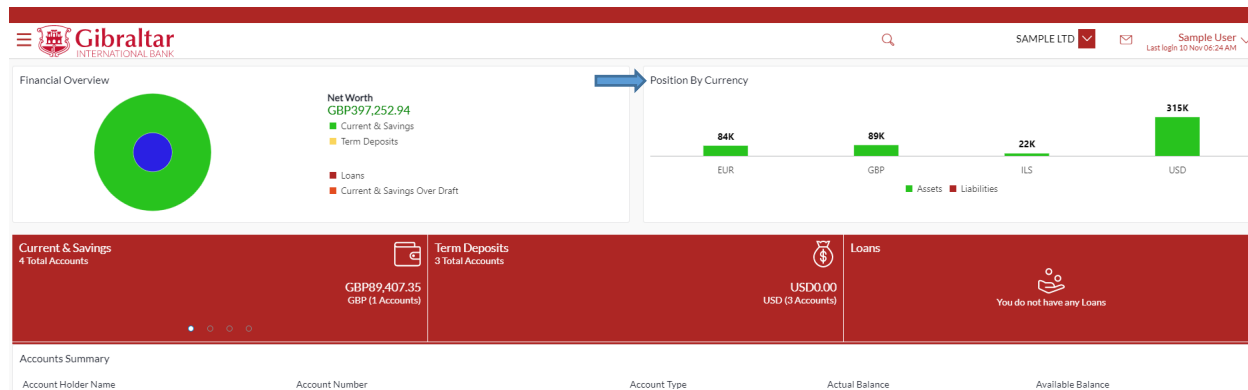 Gibraltar
INTERNATIONAL BANK
SAMPLE LTD
Sample User
Last login 10 Nov 06:24 AM
Financial Overview
Net Worth
GBP397,252.94
Current & Savings
Term Deposits
Loans
Current & Savings Over Draft
Position By Currency
84K 89K 22K 315K
EUR GBP ILS USD
Assets Liabilities
Current & Savings
4 Total Accounts
GBP89,407.35
GBP (1 Accounts)
Term Deposits
3 Total Accounts
USD0.00
USD (3 Accounts)
Loans
You do not have any Loans
Accounts Summary
Account Holder Name Account Number Account Type Actual Balance Available Balance